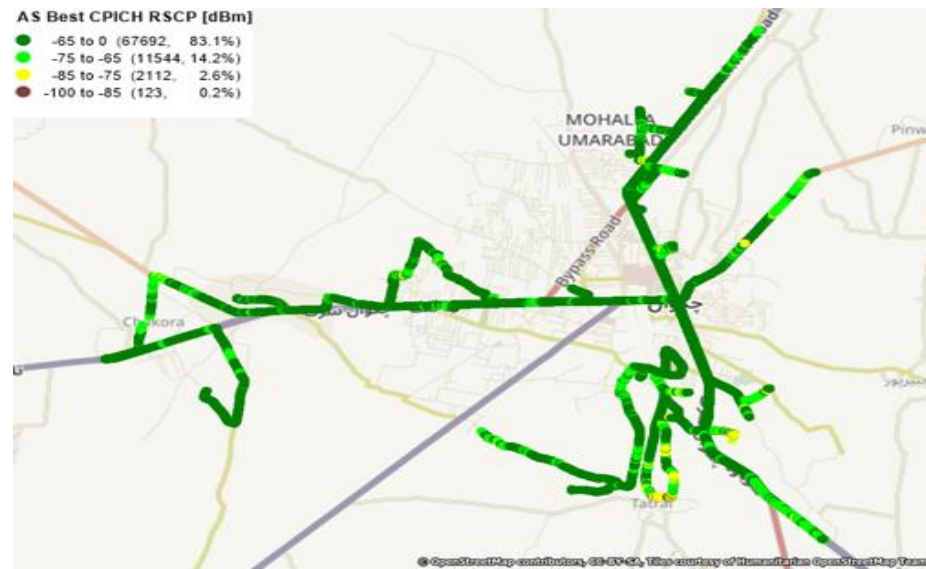 AS Best CPICH RSCP [dBm]
-65 to 0 (67692, 83.1%)
-75 to -65 (11544, 14.2%)
-85 to -75 (2112, 2.6%)
-100 to -85 (123, 0.2%)
MOHALLA
UMARABAD
Pinw
Bypass Road
Chakora
Tatral
© OpenStreetMap contributors, CC-BY-SA, Tiles courtesy of Humanitarian OpenStreetMap Team